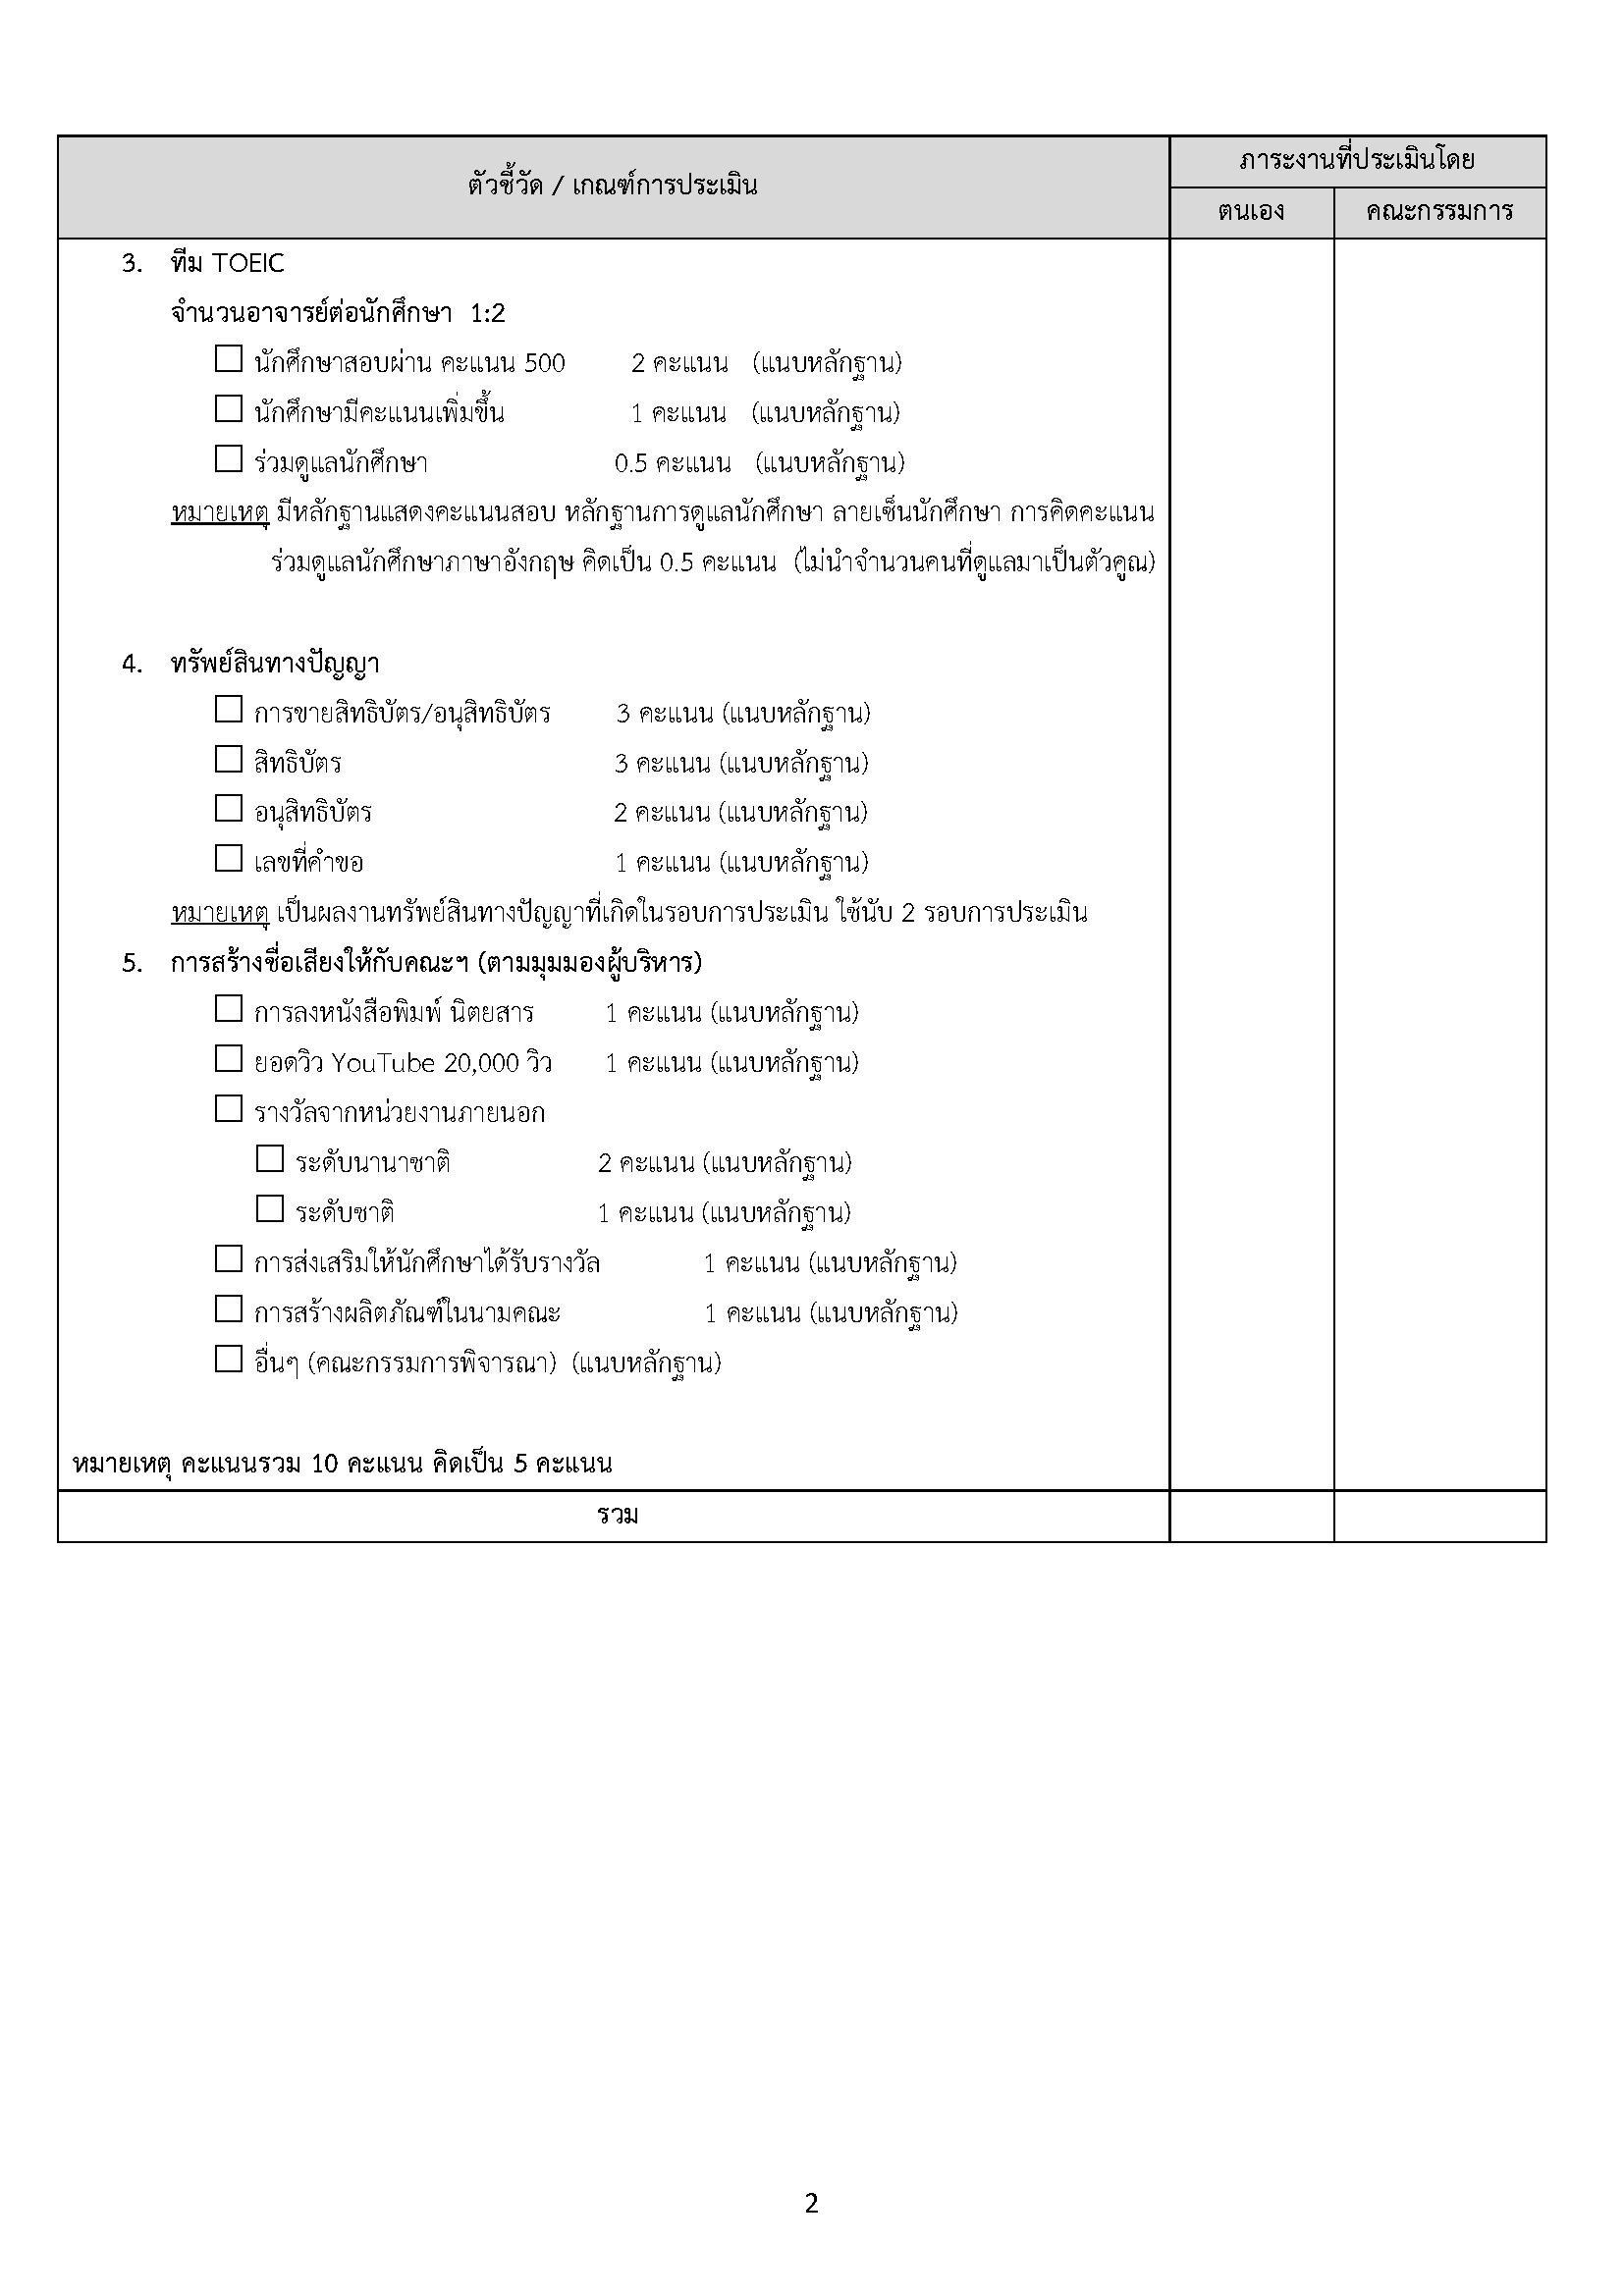 ตัวชี้วัด / เกณฑ์การประเมิน
ภาระงานที่ประเมินโดย
ตนเอง คณะกรรมการ
3. ทีม TOEIC
จำนวนอาจารย์ต่อนักศึกษา 1:2
☐ นักศึกษาสอบผ่าน คะแนน 500 2 คะแนน (แนบหลักฐาน)
☐ นักศึกษามีคะแนนเพิ่มขึ้น 1 คะแนน (แนบหลักฐาน)
☐ ร่วมดูแลนักศึกษา 0.5 คะแนน (แนบหลักฐาน)
หมายเหตุ มีหลักฐานแสดงคะแนนสอบ หลักฐานการดูแลนักศึกษา ลายเซ็นนักศึกษา การคิดคะแนน
ร่วมดูแลนักศึกษาภาษาอังกฤษ คิดเป็น 0.5 คะแนน (ไม่นำจำนวนคนที่ดูแลมาเป็นตัวคูณ)
4. ทรัพย์สินทางปัญญา
☐ การขายสิทธิบัตร/อนุสิทธิบัตร 3 คะแนน (แนบหลักฐาน)
☐ สิทธิบัตร 3 คะแนน (แนบหลักฐาน)
☐ อนุสิทธิบัตร 2 คะแนน (แนบหลักฐาน)
☐ เลขที่คำขอ 1 คะแนน (แนบหลักฐาน)
หมายเหตุ เป็นผลงานทรัพย์สินทางปัญญาที่เกิดในรอบการประเมิน ใช้นับ 2 รอบการประเมิน
5. การสร้างชื่อเสียงให้กับคณะฯ (ตามมุมมองผู้บริหาร)
☐ การลงหนังสือพิมพ์ นิตยสาร 1 คะแนน (แนบหลักฐาน)
☐ ยอดวิว YouTube 20,000 วิว 1 คะแนน (แนบหลักฐาน)
☐ รางวัลจากหน่วยงานภายนอก
☐ ระดับนานาชาติ 2 คะแนน (แนบหลักฐาน)
☐ ระดับชาติ 1 คะแนน (แนบหลักฐาน)
☐ การส่งเสริมให้นักศึกษาได้รับรางวัล 1 คะแนน (แนบหลักฐาน)
☐ การสร้างผลิตภัณฑ์ในนามคณะ 1 คะแนน (แนบหลักฐาน)
☐ อื่นๆ (คณะกรรมการพิจารณา) (แนบหลักฐาน)
หมายเหตุ คะแนนรวม 10 คะแนน คิดเป็น 5 คะแนน
รวม
2